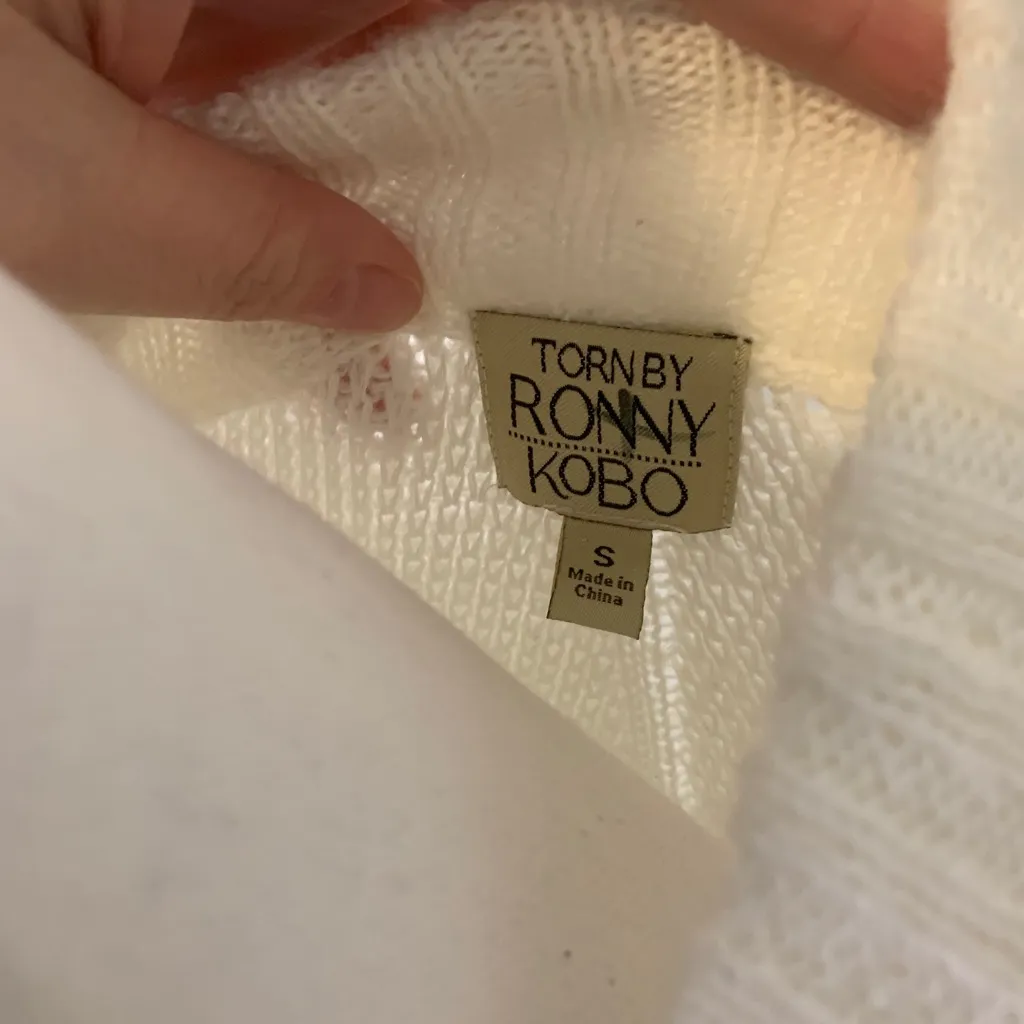 TORN BY
RONNY
KOBO
S
Made in
China